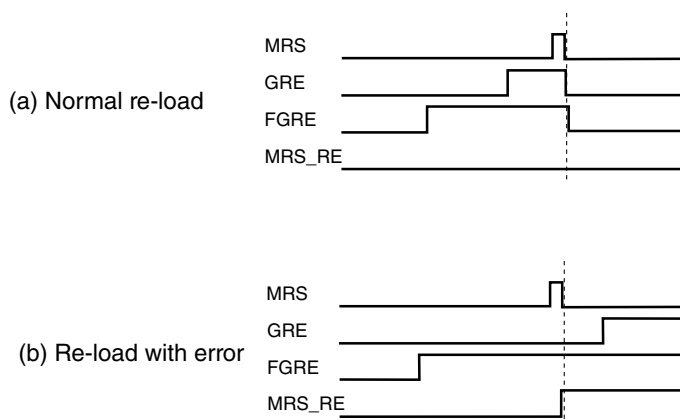 MRS
GRE
(a) Normal re-load
FGRE
MRS_RE
MRS
GRE
(b) Re-load with error
FGRE
MRS_RE